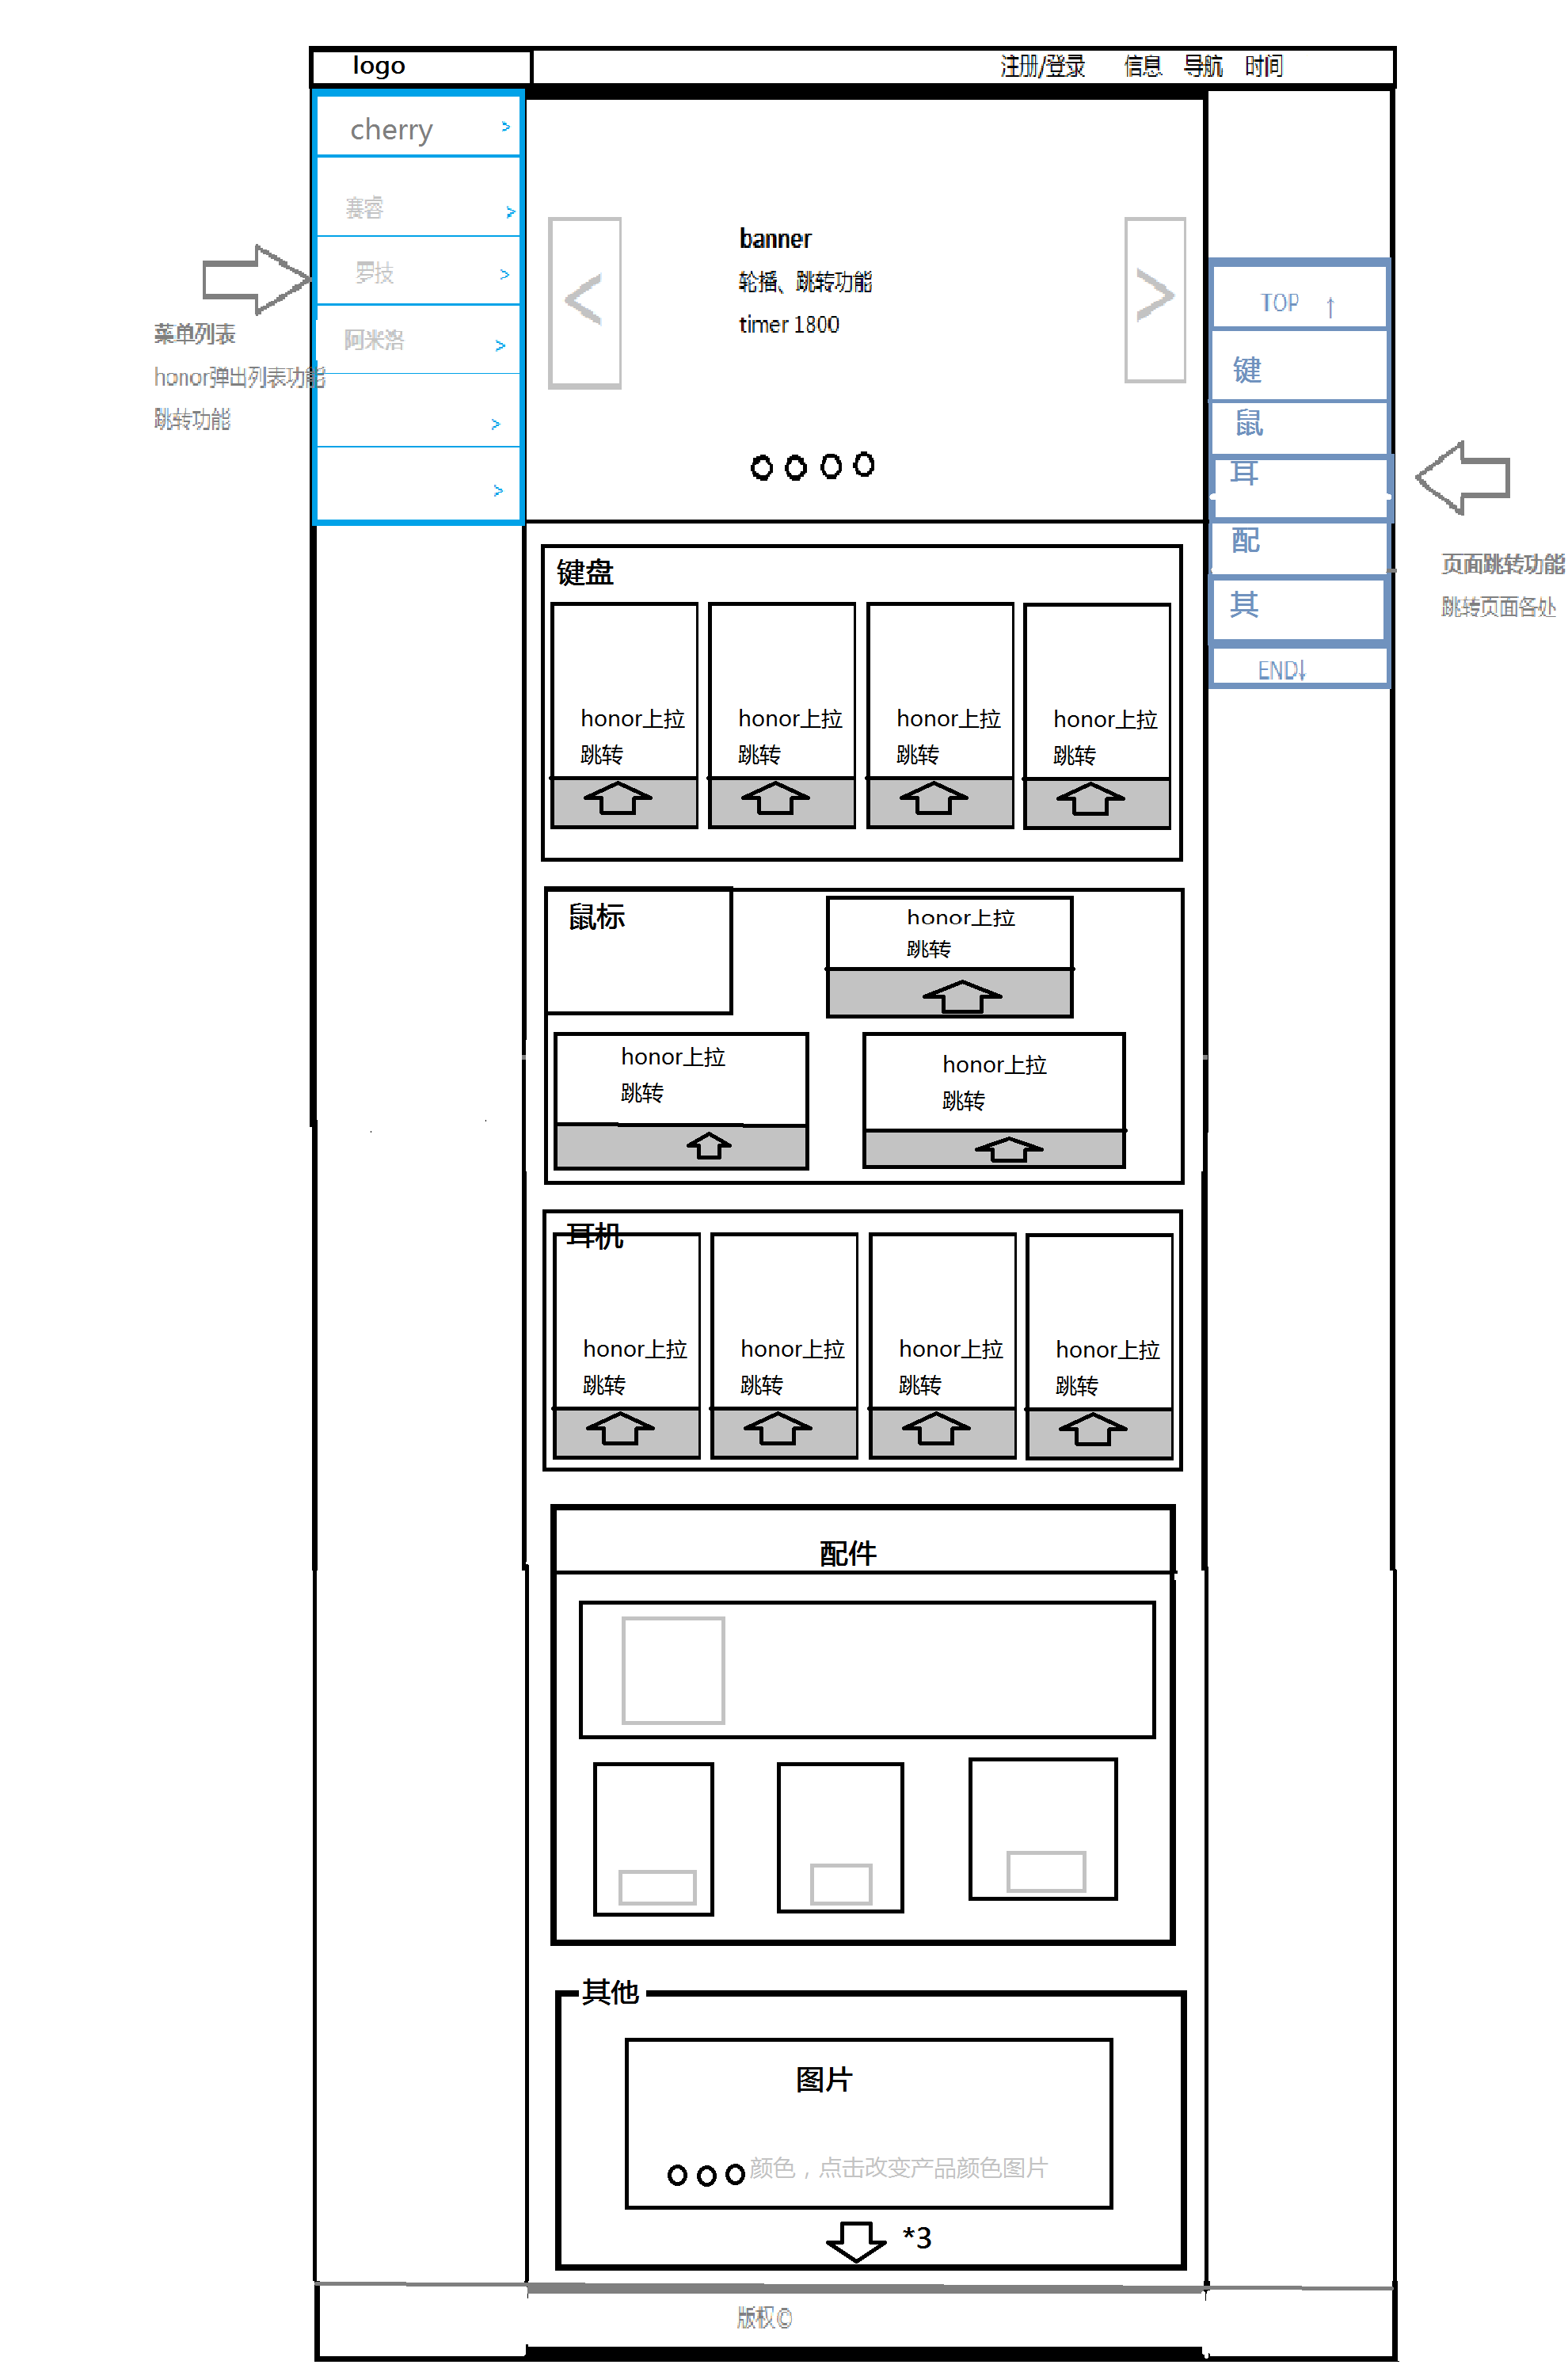 logo
注册/登录 信息 导航 时间
cherry >
赛睿 >
罗技 >
阿米洛 >
>
>
菜单列表
honor弹出列表功能
跳转功能
<
banner
轮播、跳转功能
timer 1800
>
TOP ↑
键
鼠
耳
配
其
END↓
页面跳转功能
跳转页面各处
键盘
honor上拉
跳转
honor上拉
跳转
honor上拉
跳转
honor上拉
跳转
鼠标
honor上拉
跳转
honor上拉
跳转
honor上拉
跳转
耳机
honor上拉
跳转
honor上拉
跳转
honor上拉
跳转
honor上拉
跳转
配件
其他
图片
颜色，点击改变产品颜色图片
*3
版权©